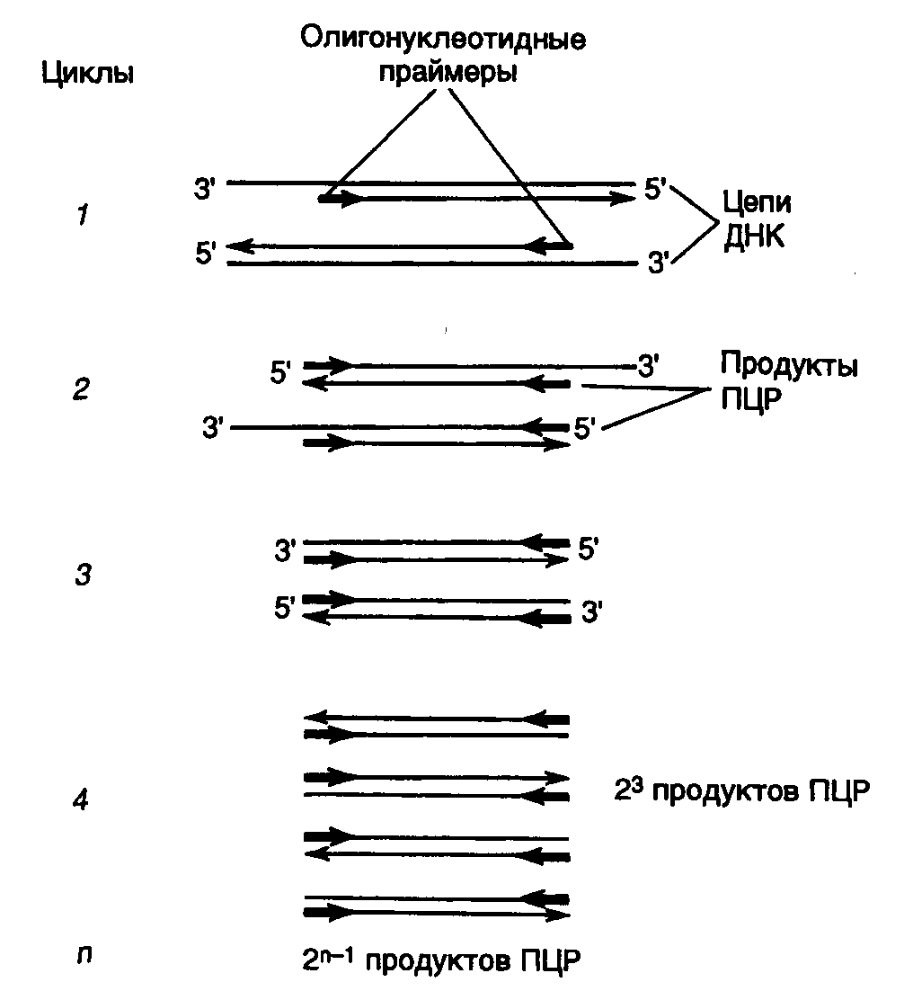 Олигонуклеотидные
праймеры
Циклы
3'
5'
1
Цепи
ДНК
5'
3'
5'
3'
2
Продукты
ПЦР
3'
5'
3'
5'
3
5'
3'
4
2³ продуктов ПЦР
n
2ⁿ⁻¹ продуктов ПЦР